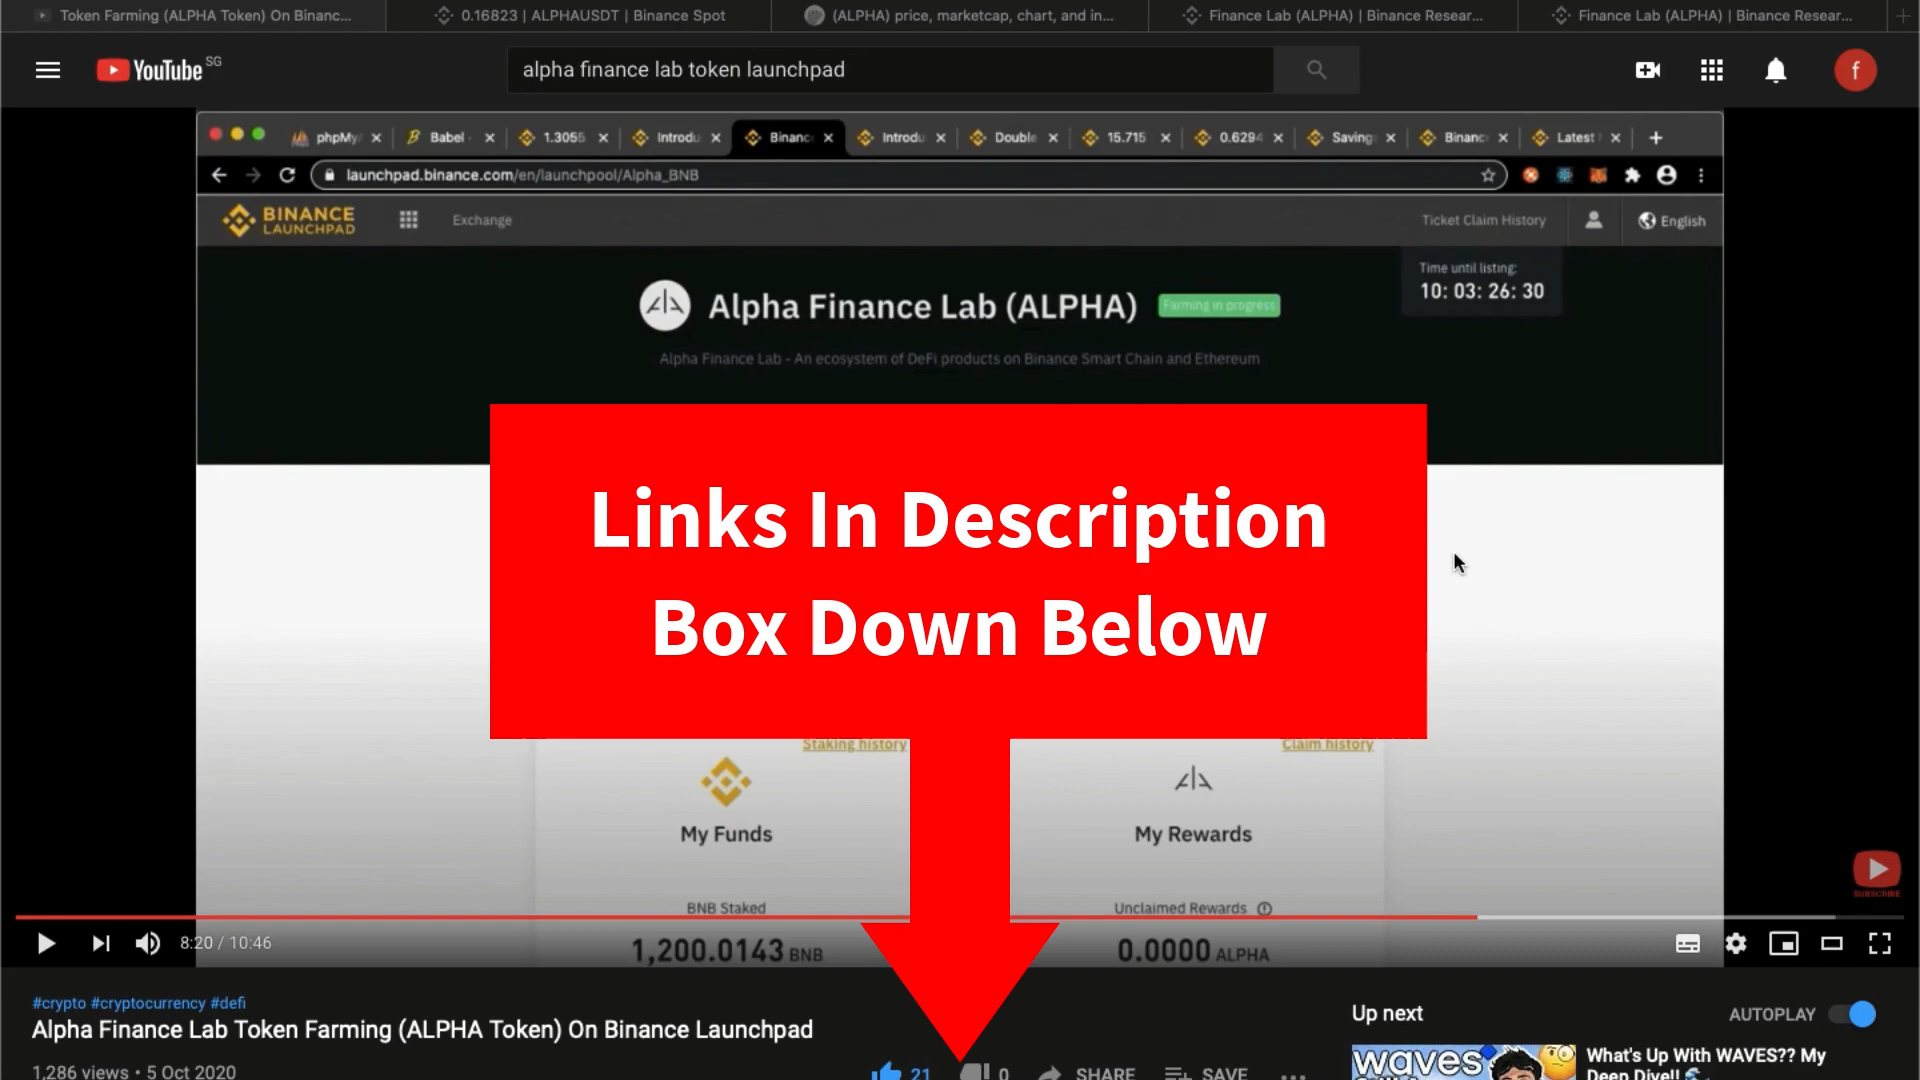 Token Farming (ALPHA Token) On Binanc...
0.16823 | ALPHAUSDT | Binance Spot
(ALPHA) price, marketcap, chart, and in...
Finance Lab (ALPHA) | Binance Resear...
Finance Lab (ALPHA) | Binance Resear...
YouTube SG
alpha finance lab token launchpad
f
phpMy
Babel -
1.3055
Introdu
Binanc
Introdu
Double
15.715
0.6294
Saving
Binanc
Latest
launchpad.binance.com/en/launchpool/Alpha_BNB
BINANCE
LAUNCHPAD
Exchange
Ticket Claim History
English
Time until listing:
10: 03: 26: 30
Alpha Finance Lab (ALPHA)
Farming in progress
Alpha Finance Lab - An ecosystem of DeFi products on Binance Smart Chain and Ethereum
Links In Description
Box Down Below
Staking history
Claim history
My Funds
My Rewards
BNB Staked
Unclaimed Rewards
1,200.0143 BNB
0.0000 ALPHA
SUBSCRIBE
8:20 / 10:46
#crypto #cryptocurrency #defi
Alpha Finance Lab Token Farming (ALPHA Token) On Binance Launchpad
1,286 views • 5 Oct 2020
21
0
SHARE
SAVE
Up next
AUTOPLAY
waves
What's Up With WAVES?? My
Deep Dive!!